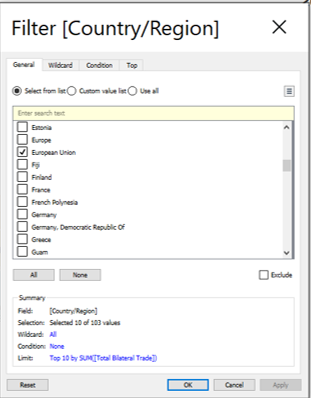 Filter [Country/Region]
General Wildcard Condition Top
Select from list Custom value list Use all
Enter search text
Estonia
Europe
European Union
Fiji
Finland
France
French Polynesia
Germany
Germany, Democratic Republic Of
Greece
Guam
All None Exclude
Summary
Field: [Country/Region]
Selection: Selected 10 of 103 values
Wildcard: All
Condition: None
Limit: Top 10 by SUM([Total Bilateral Trade])
Reset OK Cancel Apply